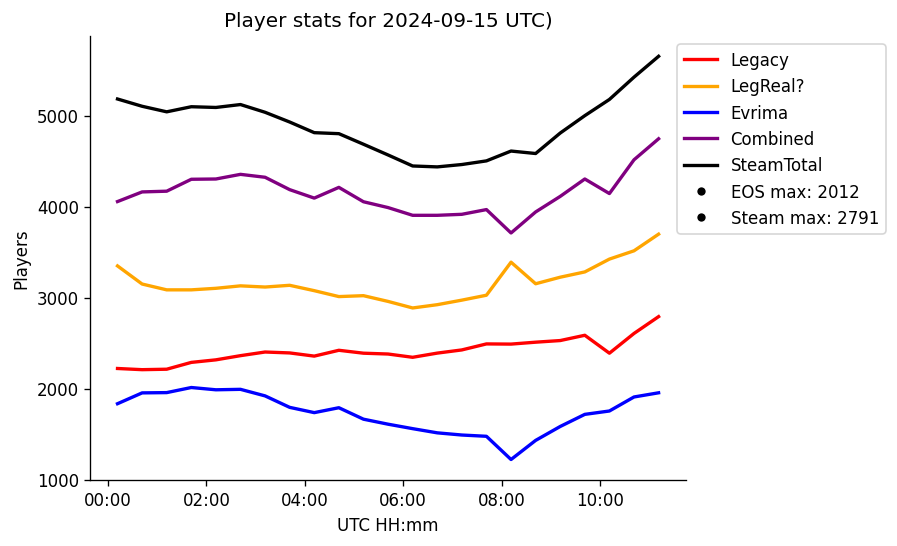 Player stats for 2024-09-15 UTC)
Legacy
LegReal?
Evrima
Combined
SteamTotal
EOS max: 2012
Steam max: 2791
Players
5000
4000
3000
2000
1000
00:00 02:00 04:00 06:00 08:00 10:00
UTC HH:mm